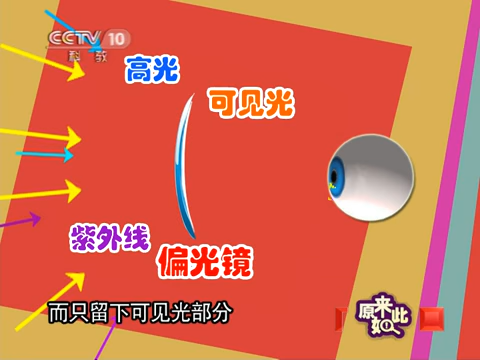 CCTV 10
科教
高光
可见光
紫外线
偏光镜
而只留下可见光部分
原来如此